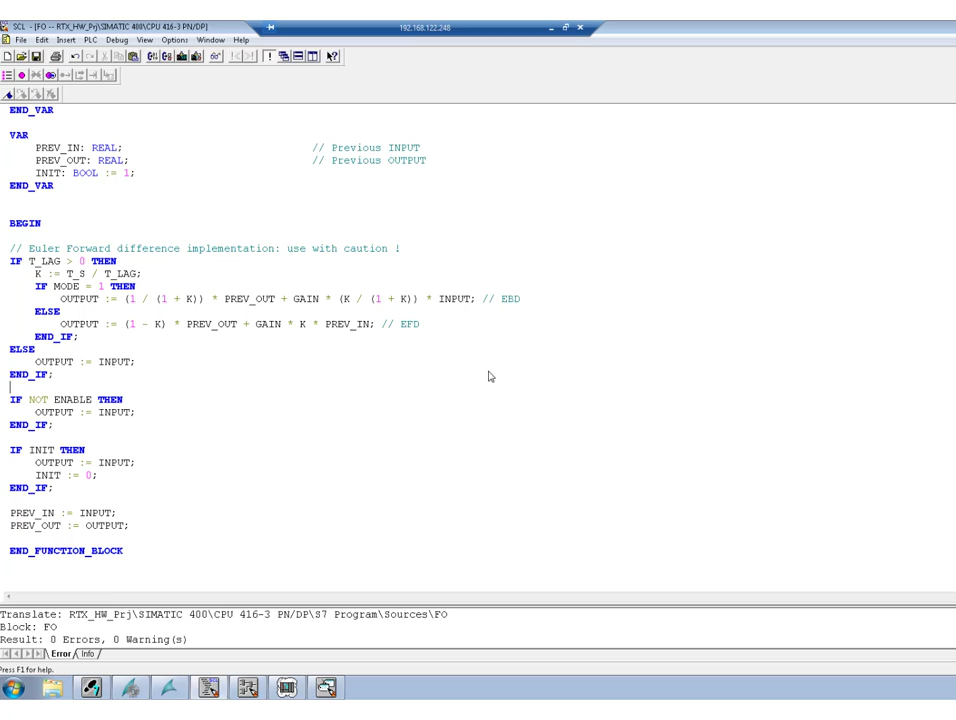 SCL - [FO -- RTX_HW_Prj\SIMATIC 400\CPU 416-3 PN/DP]
192.168.122.248
File Edit Insert PLC Debug View Options Window Help
END_VAR
VAR
PREV_IN: REAL; // Previous INPUT
PREV_OUT: REAL; // Previous OUTPUT
INIT: BOOL := 1;
END_VAR
BEGIN
// Euler Forward difference implementation: use with caution !
IF T_LAG > 0 THEN
K := T_S / T_LAG;
IF MODE = 1 THEN
OUTPUT := (1 / (1 + K)) * PREV_OUT + GAIN * (K / (1 + K)) * INPUT; // EBD
ELSE
OUTPUT := (1 - K) * PREV_OUT + GAIN * K * PREV_IN; // EFD
END_IF;
ELSE
OUTPUT := INPUT;
END_IF;
IF NOT ENABLE THEN
OUTPUT := INPUT;
END_IF;
IF INIT THEN
OUTPUT := INPUT;
INIT := 0;
END_IF;
PREV_IN := INPUT;
PREV_OUT := OUTPUT;
END_FUNCTION_BLOCK
Translate: RTX_HW_Prj\SIMATIC 400\CPU 416-3 PN/DP\S7 Program\Sources\FO
Block: FO
Result: 0 Errors, 0 Warning(s)
Error Info
Press F1 for help.